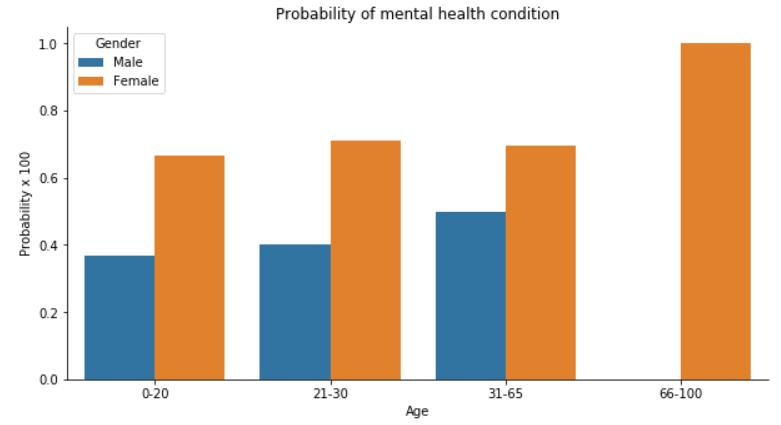 Probability of mental health condition
Gender
Male
Female
Probability x 100
1.0
0.8
0.6
0.4
0.2
0.0
0-20 21-30 31-65 66-100
Age